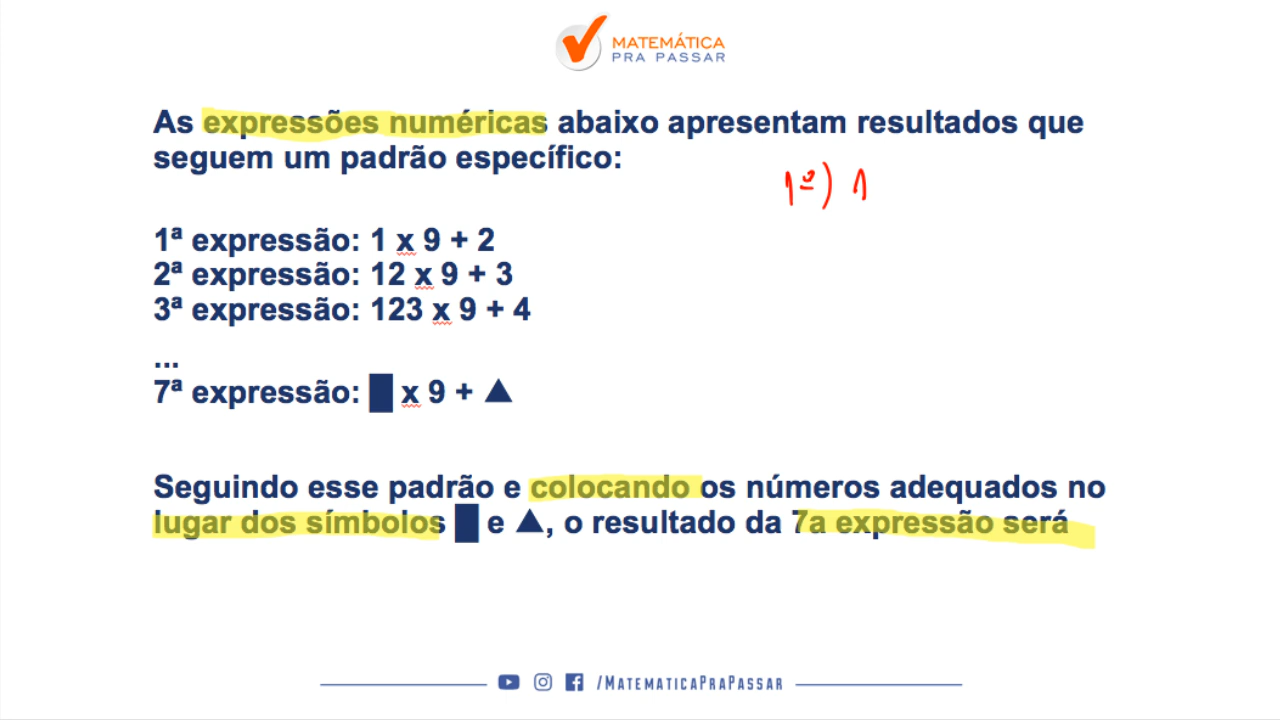 MATEMÁTICA
PRA PASSAR
As expressões numéricas abaixo apresentam resultados que
seguem um padrão específico:
1º) 1
1ª expressão: 1 x 9 + 2
2ª expressão: 12 x 9 + 3
3ª expressão: 123 x 9 + 4
...
7ª expressão: █ x 9 + ▲
Seguindo esse padrão e colocando os números adequados no
lugar dos símbolos █ e ▲, o resultado da 7a expressão será
/MATEMATICAPRAPASSAR